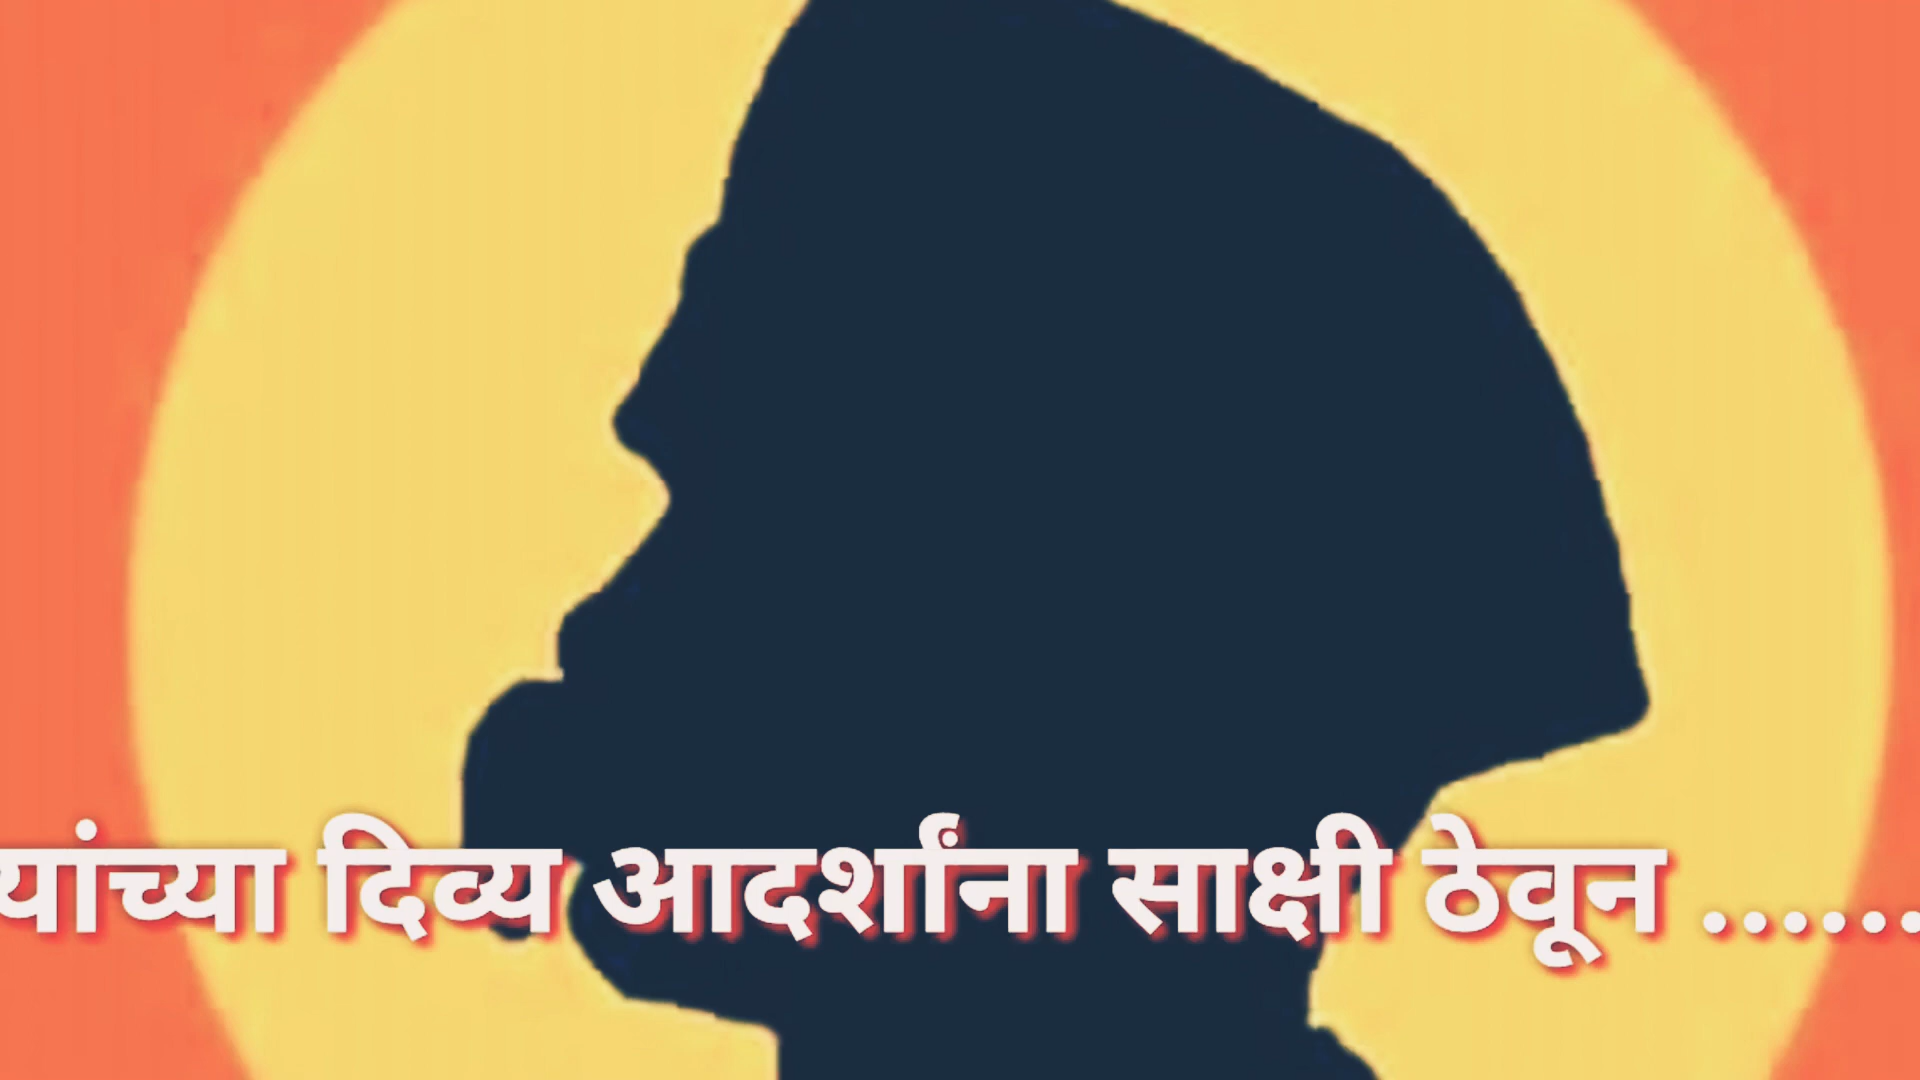 यांच्या दिव्य आदर्शांना साक्षी ठेवून ......